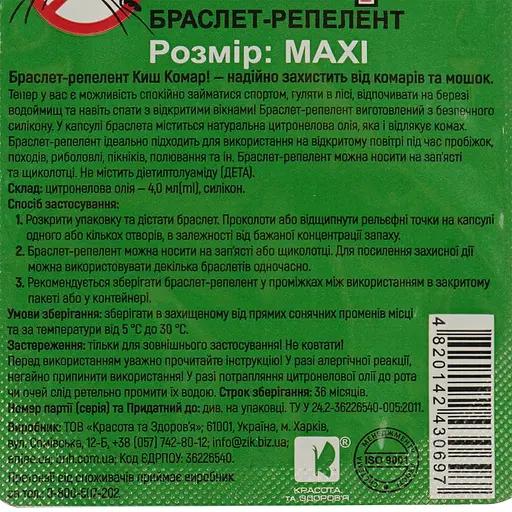 БРАСЛЕТ-РЕПЕЛЕНТ
Розмір: MAXI
Браслет-репелент Киш Комар! – надійно захистить від комарів та мошок.
Тепер у вас є можливість спокійно займатися спортом, гуляти в лісі, відпочивати на березі
водоймищ та навіть спати з відкритими вікнами! Браслет-репелент виготовлений з безпечного
силікону. У капсулі браслета міститься натуральна цитронелова олія, яка і відлякує комах.
Браслет-репелент ідеально підходить для використання на відкритому повітрі під час пробіжок,
походів, риболовлі, пікніків, полювання та ін. Браслет-репелент можна носити на зап'ясті
та щиколотці. Не містить діетилтолуаміду (ДЕТА).
Склад: цитронелова олія – 4,0 мл(ml), силікон.
Спосіб застосування:
1. Розкрити упаковку та дістати браслет. Проколоти або відщипнути рельєфні точки на капсулі
одного або кількох отворів, в залежності від бажаної концентрації запаху.
2. Браслет-репелент можна носити на зап'ясті або щиколотці. Для посилення захисної дії
можна використовувати декілька браслетів одночасно.
3. Рекомендується зберігати браслет-репелент у проміжках між використанням в закритому
пакеті або у контейнері.
Умови зберігання: зберігати в захищеному від прямих сонячних променів місці
та за температури від 5 °C до 30 °C.
Застереження: тільки для зовнішнього застосування! Не ковтати!
Перед використанням уважно прочитайте інструкцію! У разі алергічної реакції,
негайно припинити використання! У разі потрапляння цитронелової олії до рота
чи очей слід ретельно промити їх водою. Строк зберігання: 36 місяців.
Номер партії (серія) та Придатний до: див. на упаковці. ТУ У 24.2-36226540-005:2011.
Виробник: ТОВ «Красота та Здоров'я»; 61001, Україна, м. Харків,
вул. 12-Б, +38 (057) 742-80-12; info@zik.biz.ua;
Код ЄДРПОУ: 36226540.
Претензії від споживачів приймає
за тел.: 0-800-
КРАСОТА
ТА ЗДОРОВ'Я
МЕНЕДЖМЕНТУ
ISO 9001
4820142430697